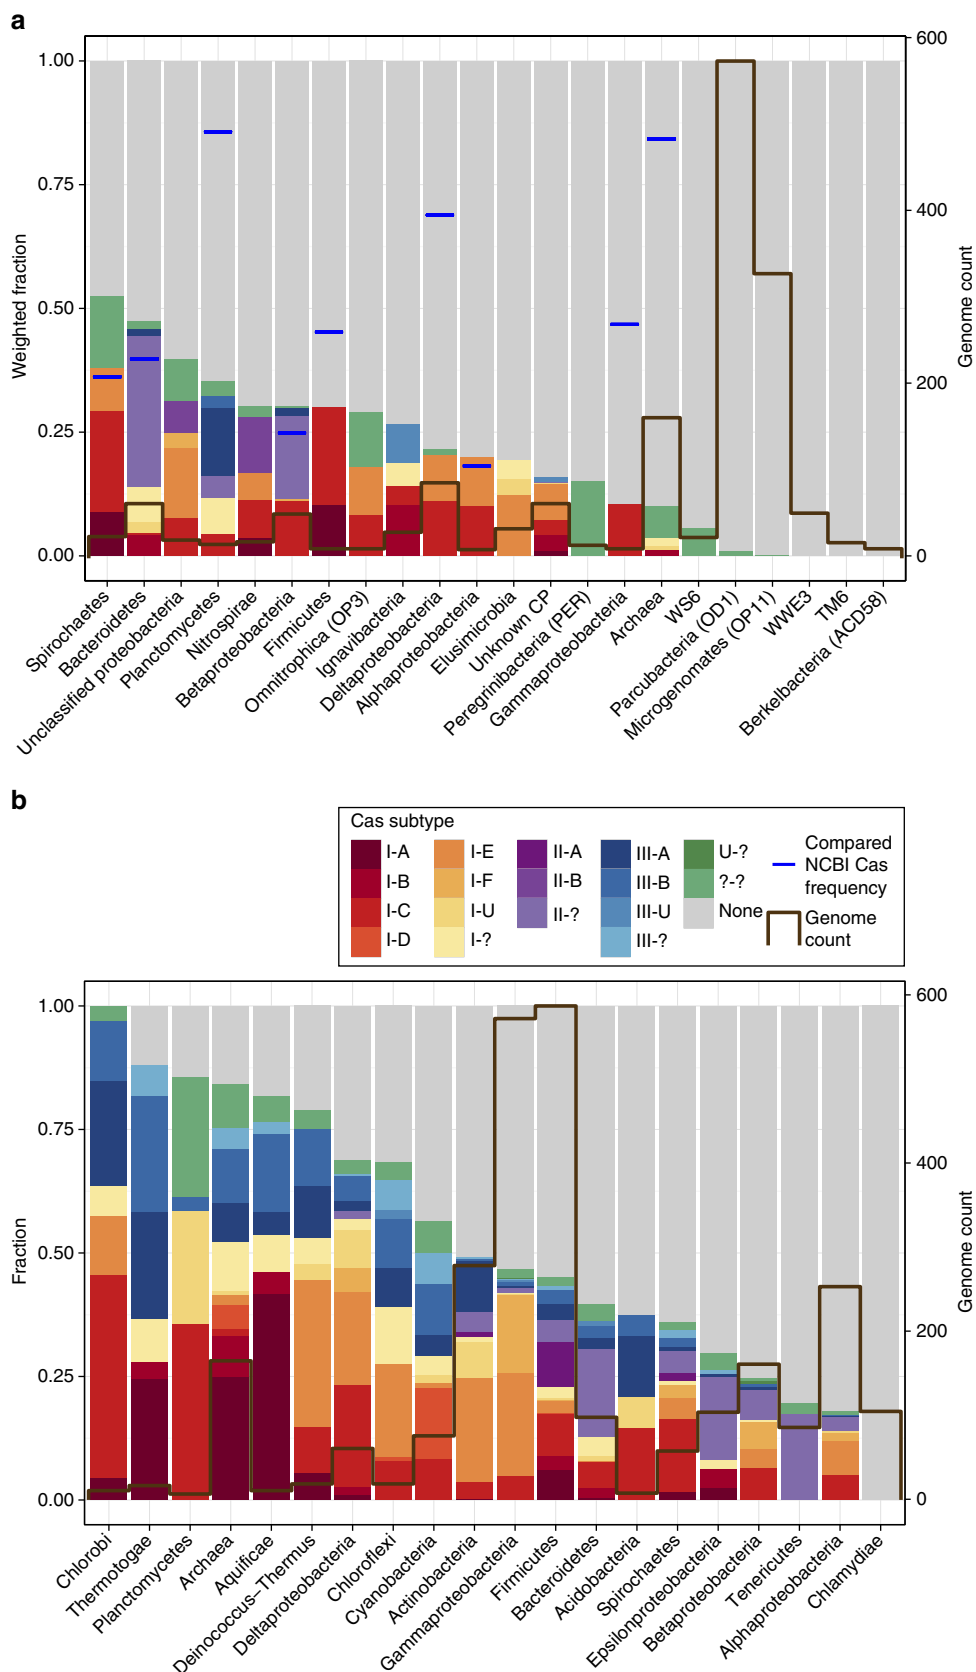 a
1.00
0.75
0.50
0.25
0.00
Weighted fraction
600
400
200
0
Genome count
Spirochaetes
Bacteroidetes
Unclassified proteobacteria
Planctomycetes
Nitrospirae
Betaproteobacteria
Firmicutes
Omnitrophica (OP3)
Ignavibacteria
Deltaproteobacteria
Alphaproteobacteria
Elusimicrobia
Unknown CP
Peregrinibacteria (PER)
Gammaproteobacteria
Archaea
WS6
Parcubacteria (OD1)
Microgenomates (OP11)
WWE3
TM6
Berkelbacteria (ACD58)
b
Cas subtype
I-A
I-B
I-C
I-D
I-E
I-F
I-U
I-?
II-A
II-B
II-?
III-A
III-B
III-U
III-?
U-?
?-?
None
Compared
NCBI Cas
frequency
Genome
count
1.00
0.75
0.50
0.25
0.00
Fraction
600
400
200
0
Genome count
Chlorobi
Thermotogae
Planctomycetes
Archaea
Aquificae
Deinococcus–Thermus
Deltaproteobacteria
Chloroflexi
Cyanobacteria
Actinobacteria
Gammaproteobacteria
Firmicutes
Bacteroidetes
Acidobacteria
Spirochaetes
Epsilonproteobacteria
Betaproteobacteria
Tenericutes
Alphaproteobacteria
Chlamydiae